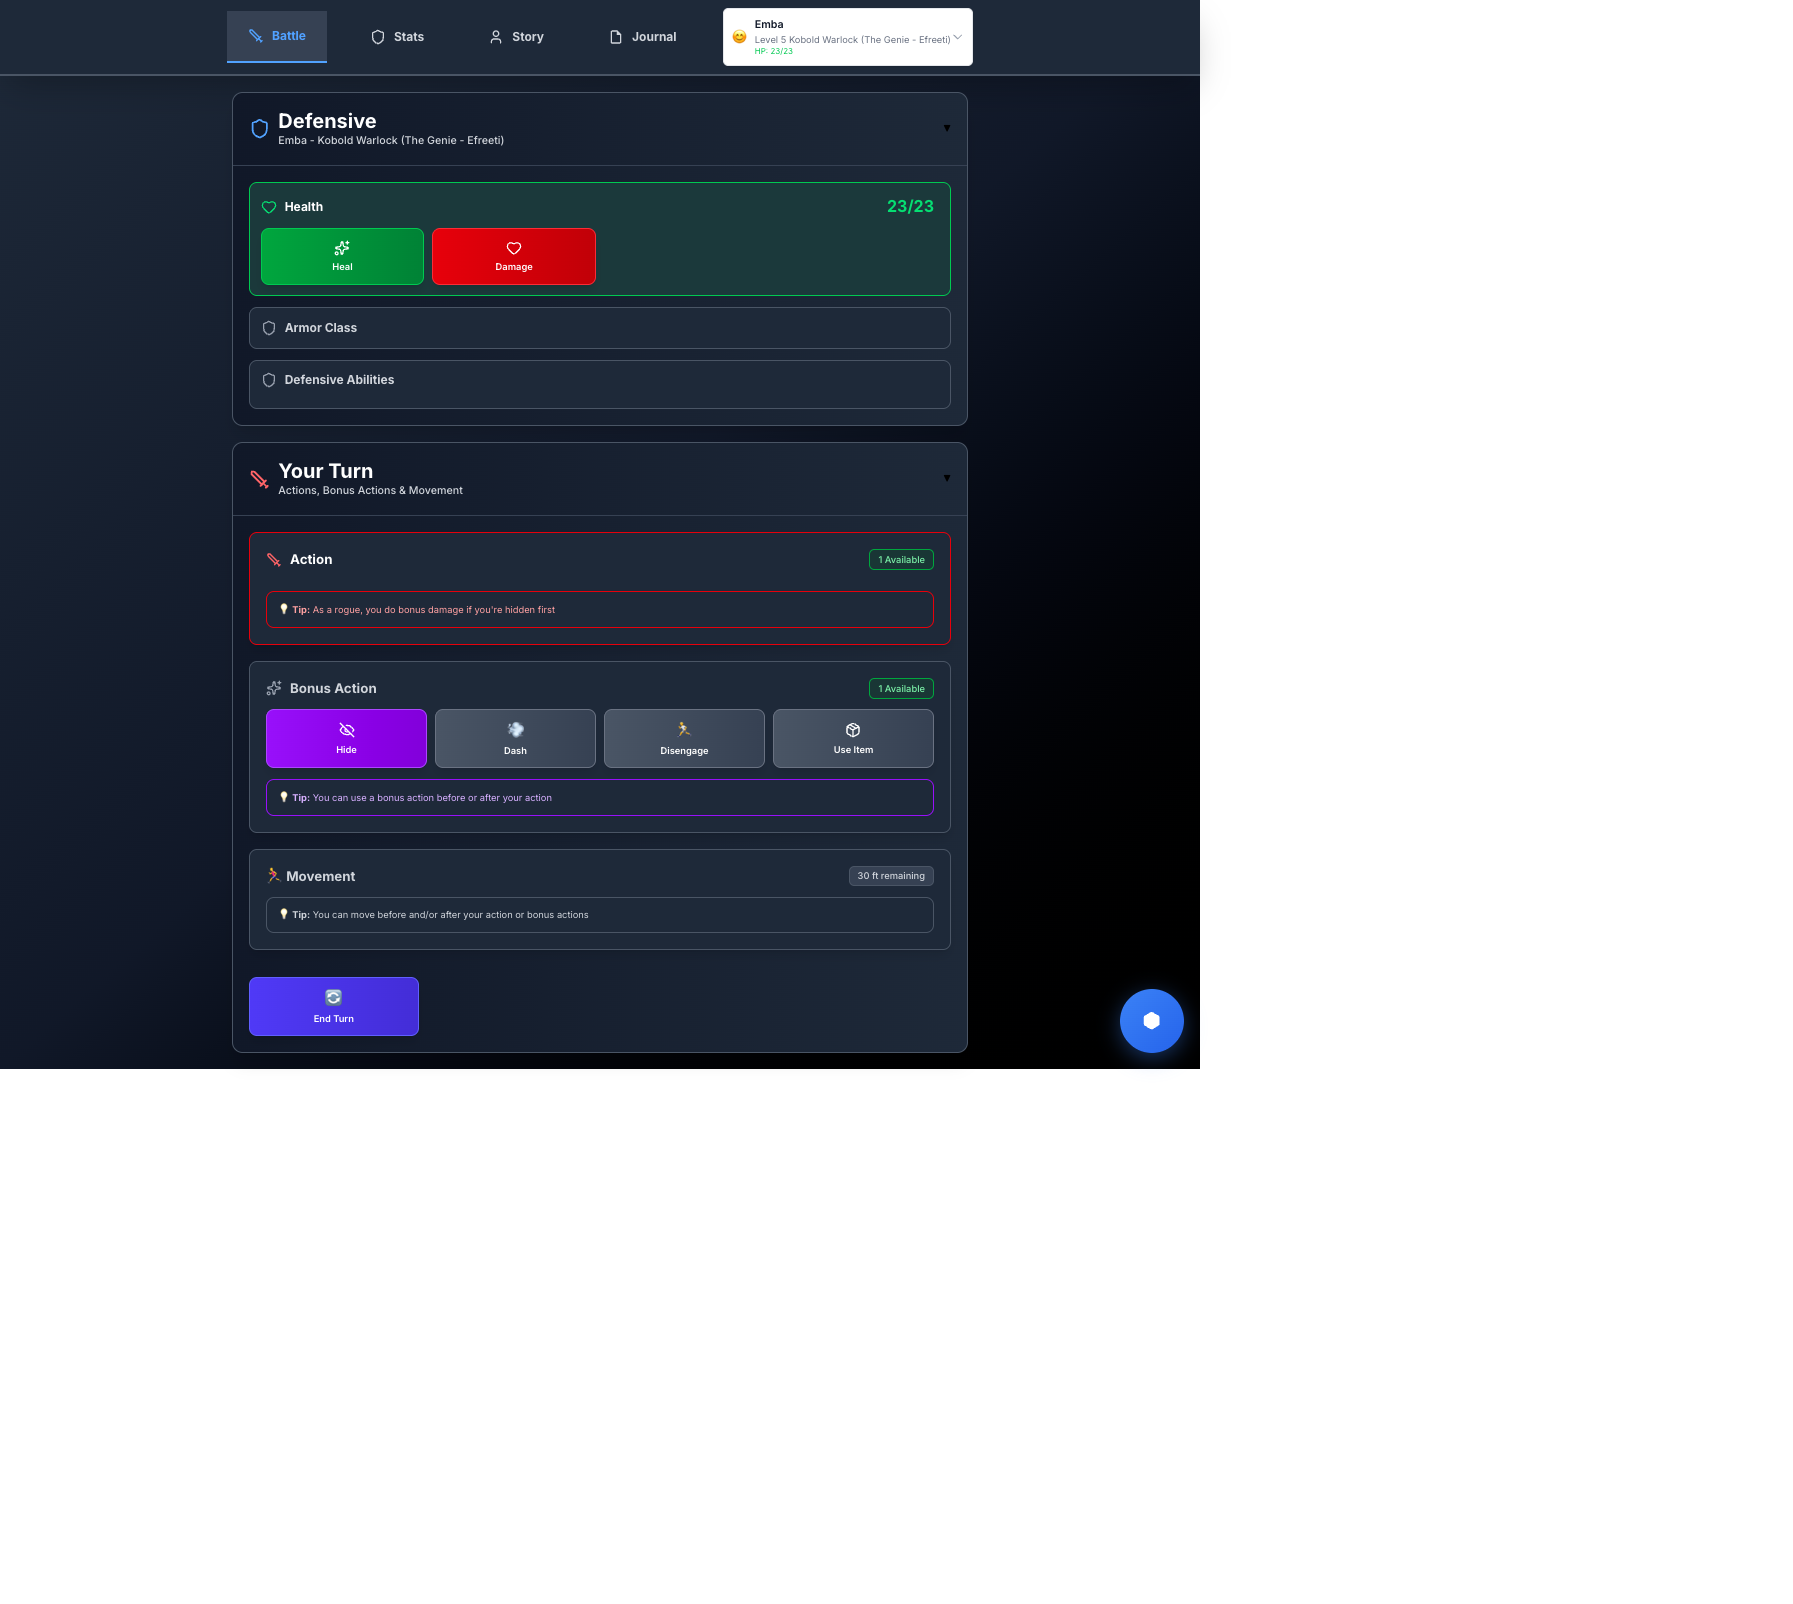 Battle
Stats
Story
Journal
Emba
Level 5 Kobold Warlock (The Genie - Efreeti)
HP: 23/23
Defensive
Emba - Kobold Warlock (The Genie - Efreeti)
Health
23/23
Heal
Damage
Armor Class
Defensive Abilities
Your Turn
Actions, Bonus Actions & Movement
Action
1 Available
Tip: As a rogue, you do bonus damage if you're hidden first
Bonus Action
1 Available
Hide
Dash
Disengage
Use Item
Tip: You can use a bonus action before or after your action
Movement
30 ft remaining
Tip: You can move before and/or after your action or bonus actions
End Turn